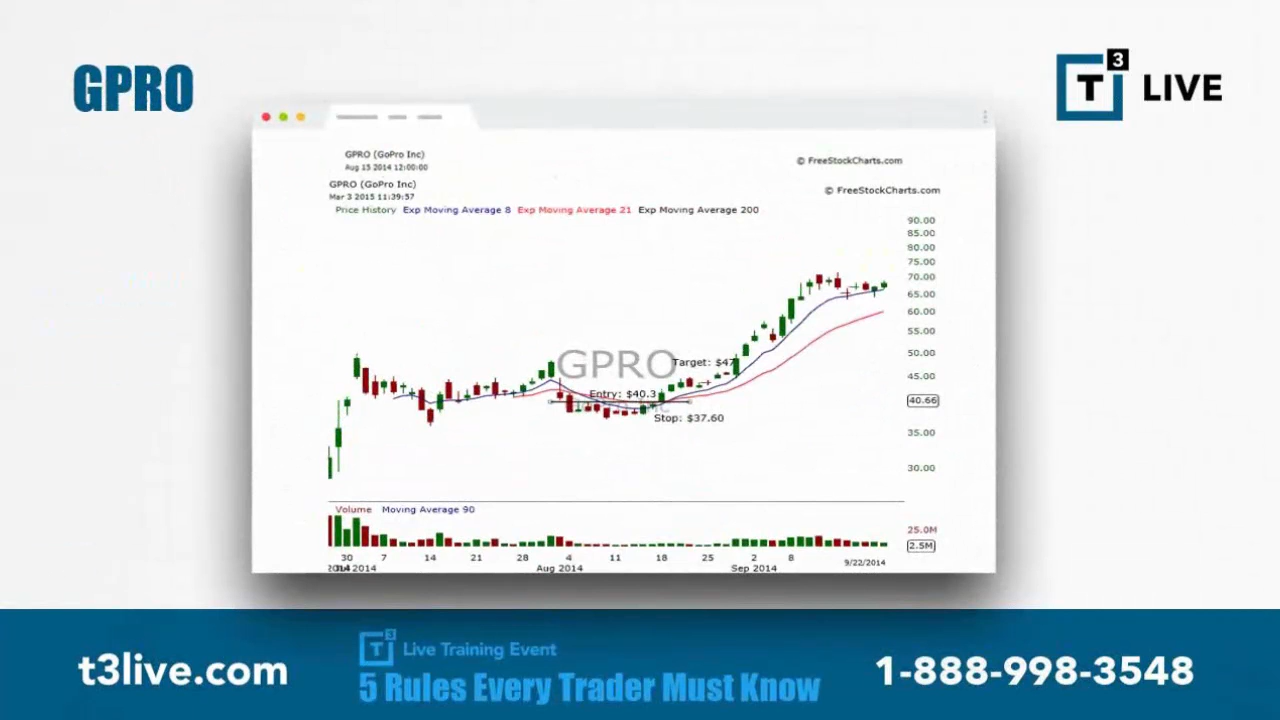 GPRO
T3 LIVE
GPRO (GoPro Inc)
Aug 15 2014 12:00:00
© FreeStockCharts.com
GPRO (GoPro Inc)
Mar 3 2015 11:39:57
© FreeStockCharts.com
Price History Exp Moving Average 8 Exp Moving Average 21 Exp Moving Average 200
90.00
85.00
80.00
75.00
70.00
65.00
60.00
55.00
50.00
45.00
40.66
35.00
30.00
GPRO
Target: $47
Entry: $40.3
Stop: $37.60
Volume Moving Average 90
25.0M
2.5M
30 7 14 21 28 4 11 18 25 2 8
2014 Aug 2014 Sep 2014 9/22/2014
t3live.com
T3 Live Training Event
5 Rules Every Trader Must Know
1-888-998-3548